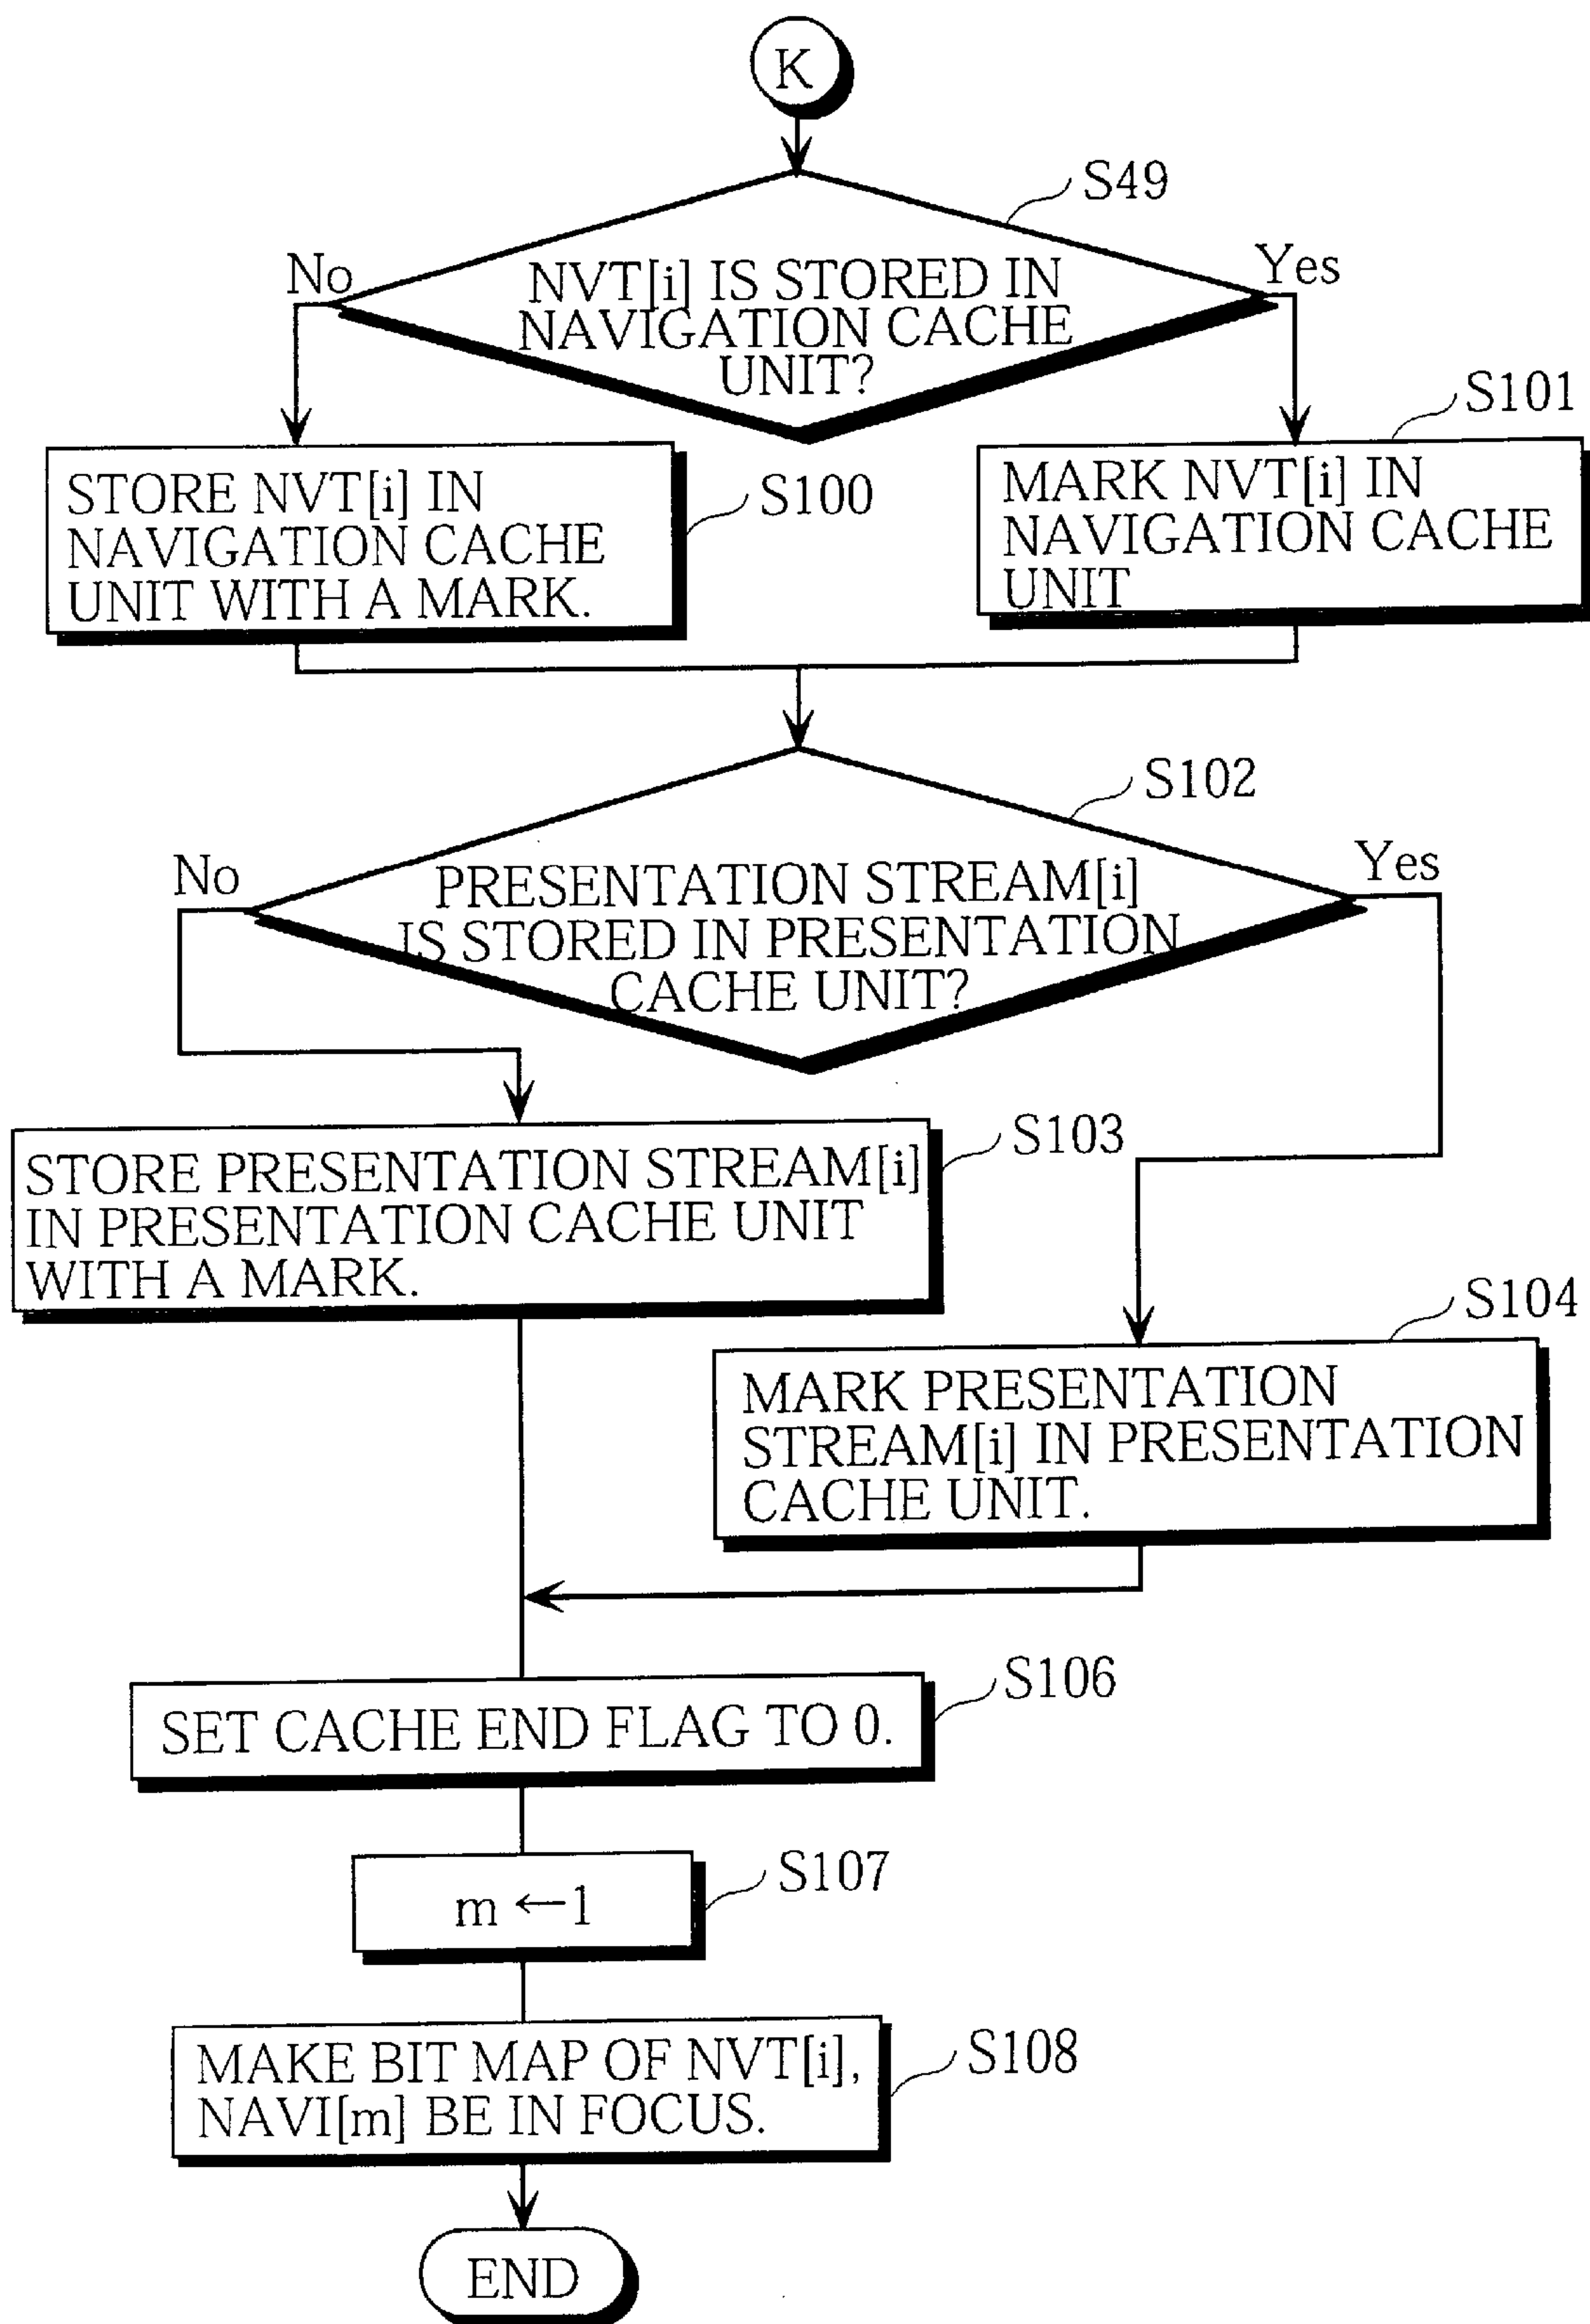 K
S49
No
Yes
NVT[i] IS STORED IN
NAVIGATION CACHE
UNIT?
S101
STORE NVT[i] IN
NAVIGATION CACHE
UNIT WITH A MARK.
S100
MARK NVT[i] IN
NAVIGATION CACHE
UNIT
S102
No
Yes
PRESENTATION STREAM[i]
IS STORED IN PRESENTATION
CACHE UNIT?
S103
STORE PRESENTATION STREAM[i]
IN PRESENTATION CACHE UNIT
WITH A MARK.
S104
MARK PRESENTATION
STREAM[i] IN PRESENTATION
CACHE UNIT.
S106
SET CACHE END FLAG TO 0.
S107
m ←1
S108
MAKE BIT MAP OF NVT[i],
NAVI[m] BE IN FOCUS.
END